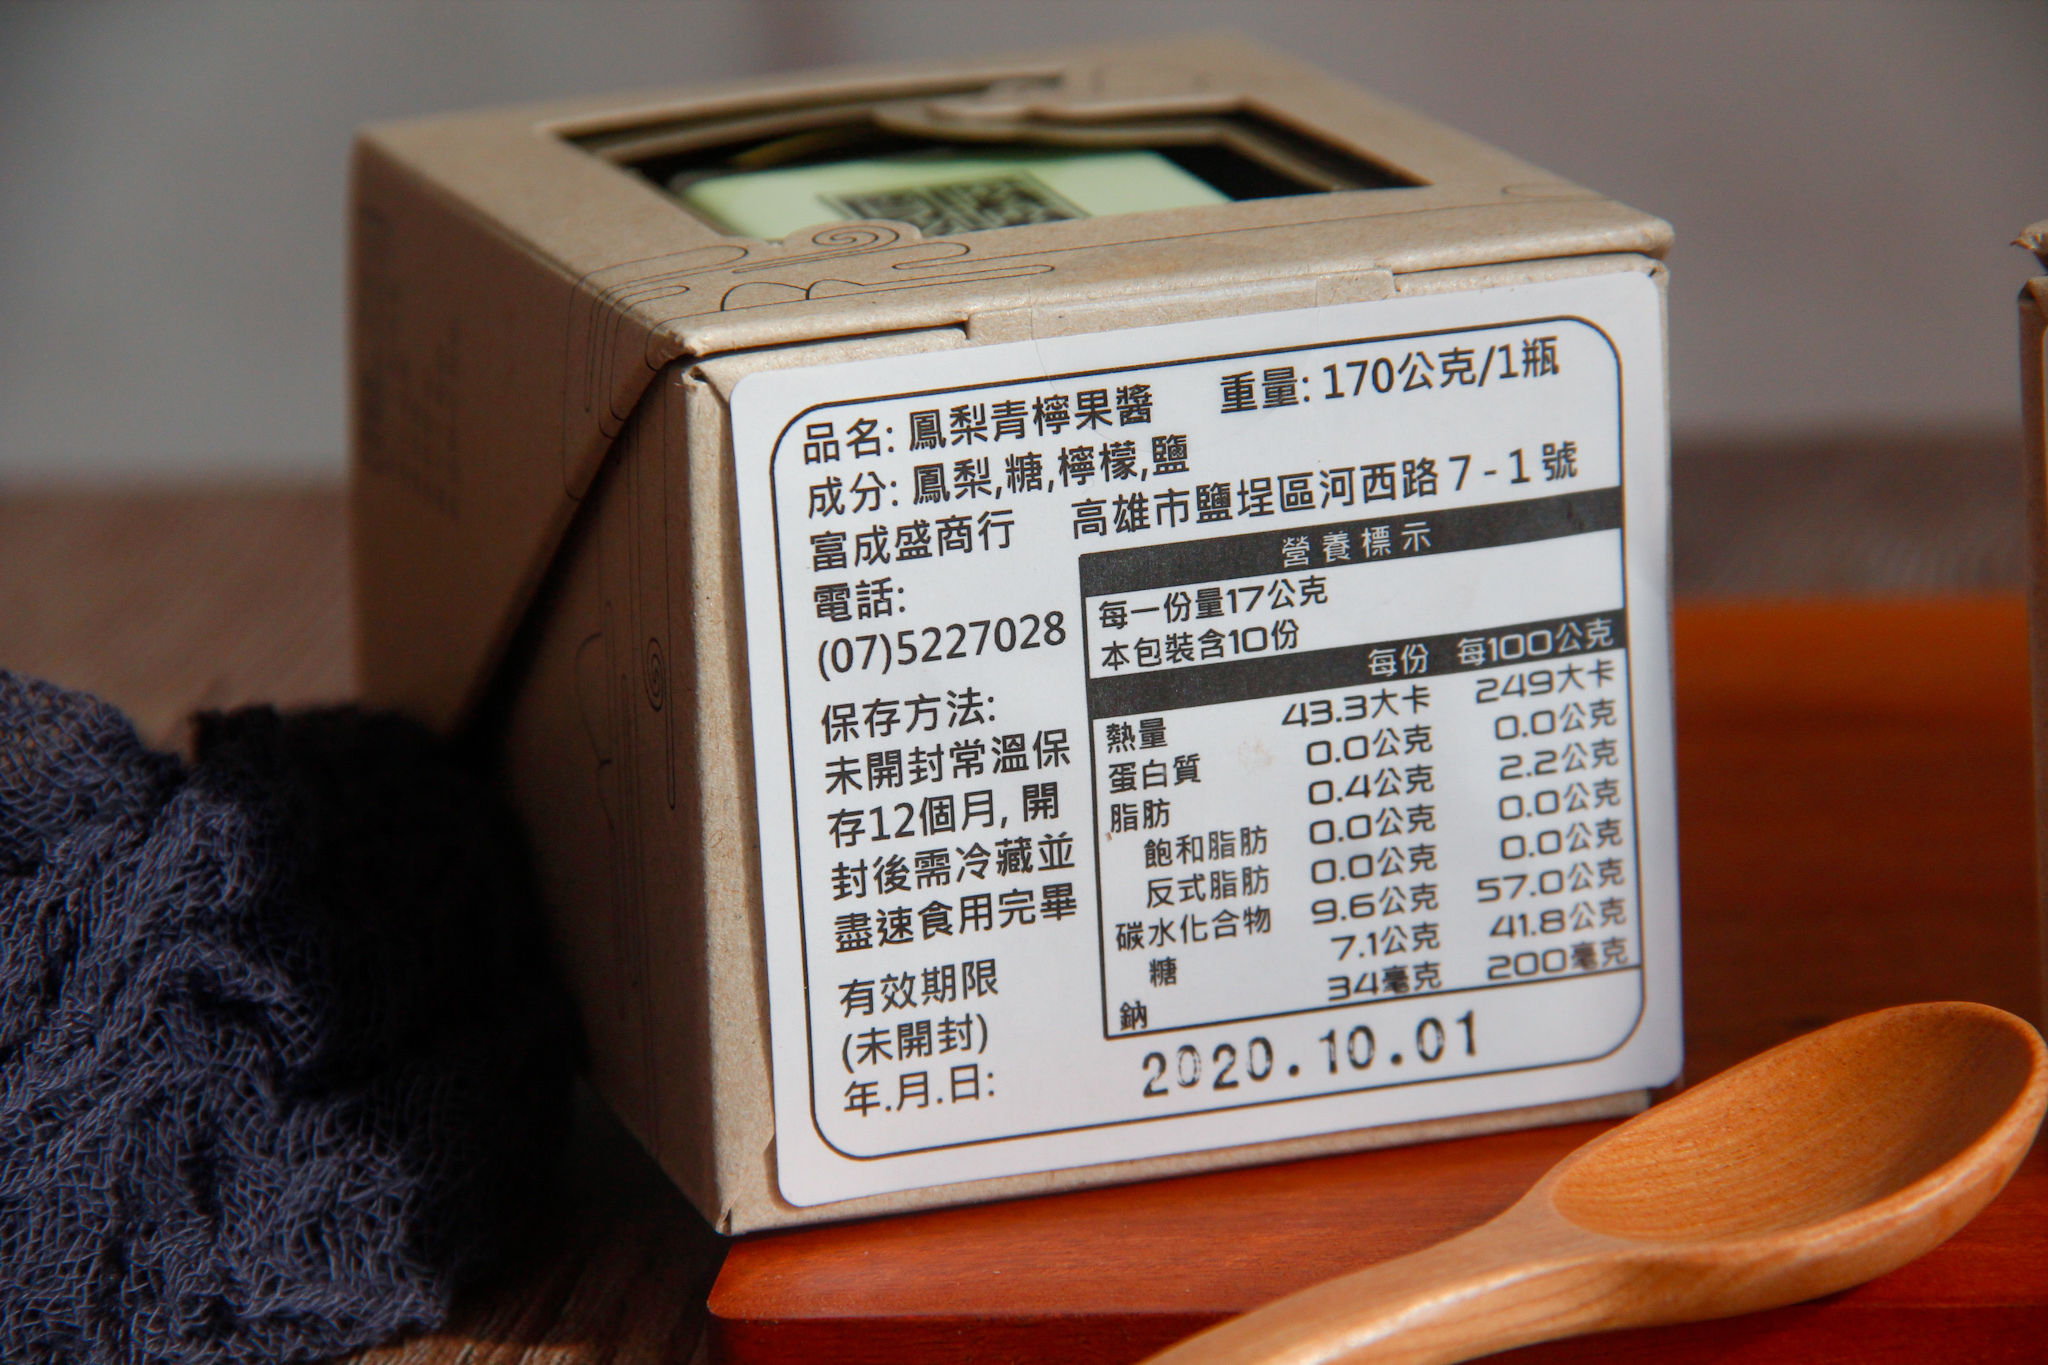 品名: 鳳梨青檸果醬 重量: 170公克/1瓶
成分: 鳳梨,糖,檸檬,鹽
富成盛商行 高雄市鹽埕區河西路7-1號
電話:
(07)5227028
保存方法:
未開封常溫保
存12個月, 開
封後需冷藏並
盡速食用完畢
有效期限
(未開封)
年.月.日: 2020.10.01
營養標示
每一份量17公克
本包裝含10份
每份 每100公克
熱量 43.3大卡 249大卡
蛋白質 0.0公克 0.0公克
脂肪 0.4公克 2.2公克
飽和脂肪 0.0公克 0.0公克
反式脂肪 0.0公克 0.0公克
碳水化合物 9.6公克 57.0公克
糖 7.1公克 41.8公克
鈉 34毫克 200毫克